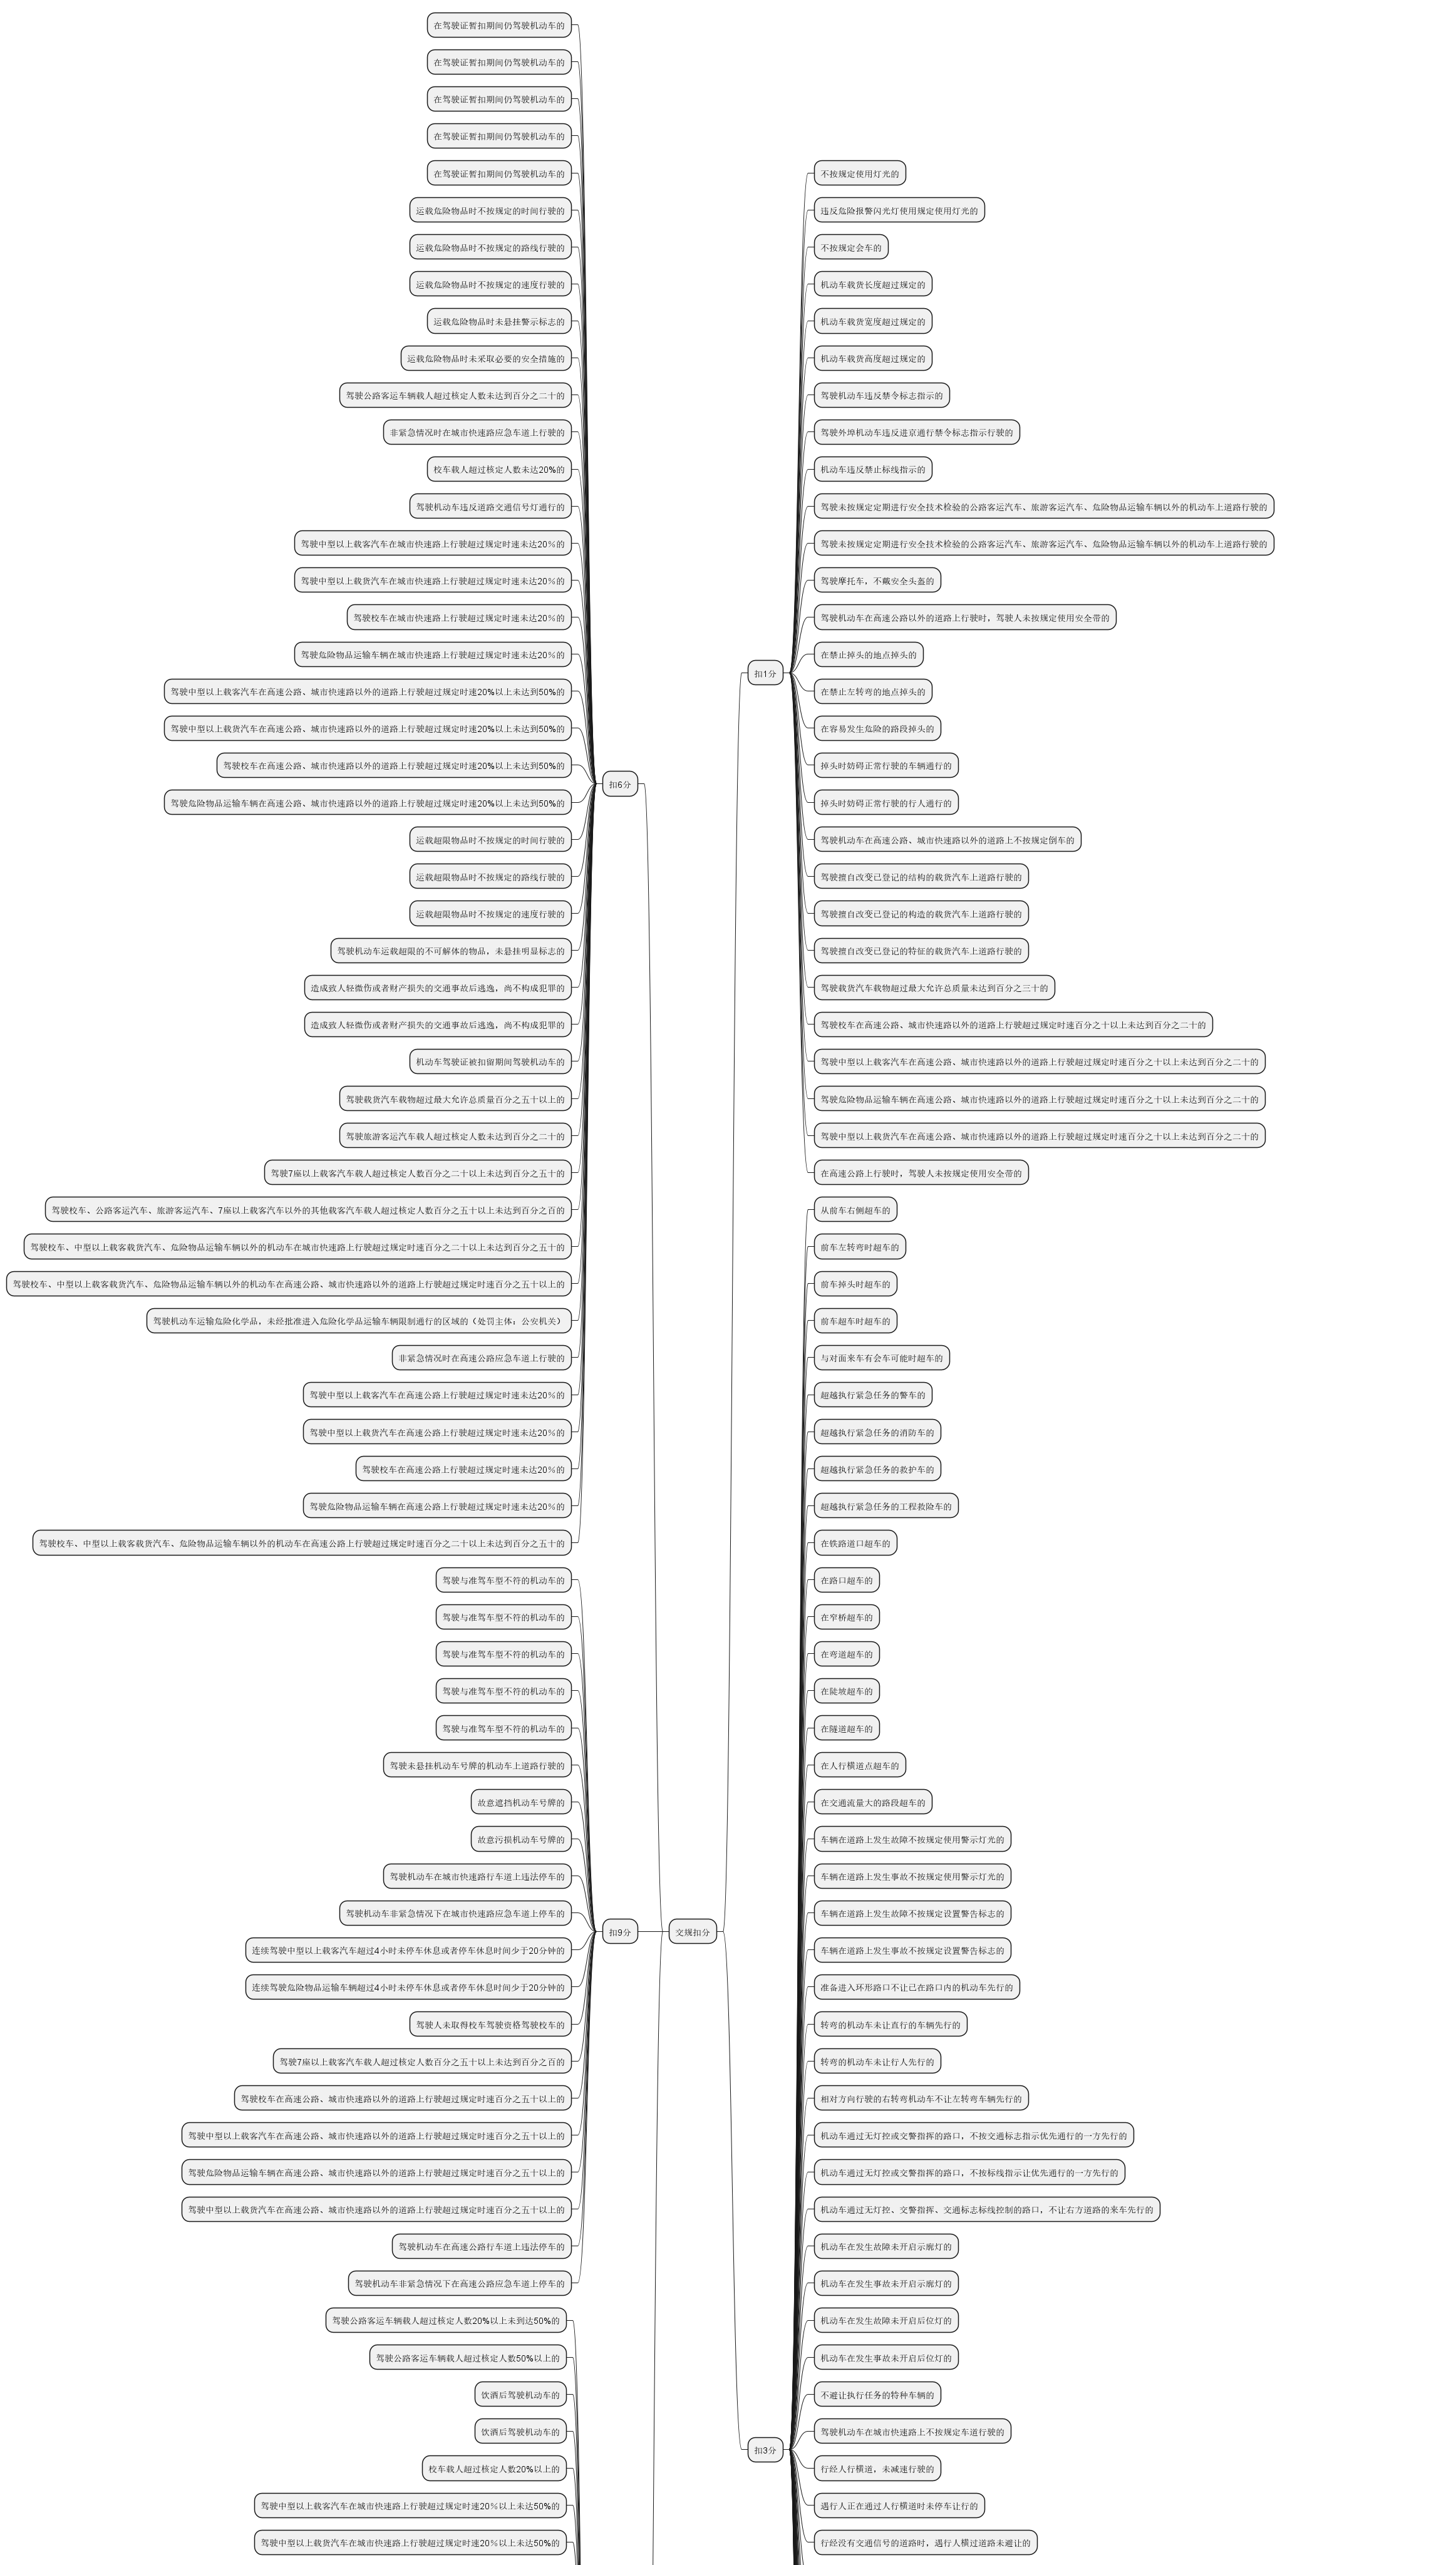 文规扣分
扣1分
不按规定使用灯光的
违反危险报警闪光灯使用规定使用灯光的
不按规定会车的
机动车载货长度超过规定的
机动车载货宽度超过规定的
机动车载货高度超过规定的
驾驶机动车违反禁令标志指示的
驾驶外埠机动车违反进京通行禁令标志指示行驶的
机动车违反禁止标线指示的
驾驶未按规定定期进行安全技术检验的公路客运汽车、旅游客运汽车、危险物品运输车辆以外的机动车上道路行驶的
驾驶未按规定定期进行安全技术检验的公路客运汽车、旅游客运汽车、危险物品运输车辆以外的机动车上道路行驶的
驾驶摩托车，不戴安全头盔的
驾驶机动车在高速公路以外的道路上行驶时，驾驶人未按规定使用安全带的
在禁止掉头的地点掉头的
在禁止左转弯的地点掉头的
在容易发生危险的路段掉头的
掉头时妨碍正常行驶的车辆通行的
掉头时妨碍正常行驶的行人通行的
驾驶机动车在高速公路、城市快速路以外的道路上不按规定倒车的
驾驶擅自改变已登记的结构的载货汽车上道路行驶的
驾驶擅自改变已登记的构造的载货汽车上道路行驶的
驾驶擅自改变已登记的特征的载货汽车上道路行驶的
驾驶载货汽车载物超过最大允许总质量未达到百分之三十的
驾驶校车在高速公路、城市快速路以外的道路上行驶超过规定时速百分之十以上未达到百分之二十的
驾驶中型以上载客汽车在高速公路、城市快速路以外的道路上行驶超过规定时速百分之十以上未达到百分之二十的
驾驶危险物品运输车辆在高速公路、城市快速路以外的道路上行驶超过规定时速百分之十以上未达到百分之二十的
驾驶中型以上载货汽车在高速公路、城市快速路以外的道路上行驶超过规定时速百分之十以上未达到百分之二十的
在高速公路上行驶时，驾驶人未按规定使用安全带的
扣3分
从前车右侧超车的
前车左转弯时超车的
前车掉头时超车的
前车超车时超车的
与对面来车有会车可能时超车的
超越执行紧急任务的警车的
超越执行紧急任务的消防车的
超越执行紧急任务的救护车的
超越执行紧急任务的工程救险车的
在铁路道口超车的
在路口超车的
在窄桥超车的
在弯道超车的
在陡坡超车的
在隧道超车的
在人行横道点超车的
在交通流量大的路段超车的
车辆在道路上发生故障不按规定使用警示灯光的
车辆在道路上发生事故不按规定使用警示灯光的
车辆在道路上发生故障不按规定设置警告标志的
车辆在道路上发生事故不按规定设置警告标志的
准备进入环形路口不让已在路口内的机动车先行的
转弯的机动车未让直行的车辆先行的
转弯的机动车未让行人先行的
相对方向行驶的右转弯机动车不让左转弯车辆先行的
机动车通过无灯控或交警指挥的路口，不按交通标志指示优先通行的一方先行的
机动车通过无灯控或交警指挥的路口，不按标线指示让优先通行的一方先行的
机动车通过无灯控、交警指挥、交通标志标线控制的路口，不让右方道路的来车先行的
机动车在发生故障未开启示廓灯的
机动车在发生事故未开启示廓灯的
机动车在发生故障未开启后位灯的
机动车在发生事故未开启后位灯的
不避让执行任务的特种车辆的
驾驶机动车在城市快速路上不按规定车道行驶的
行经人行横道，未减速行驶的
遇行人正在通过人行横道时未停车让行的
行经没有交通信号的道路时，遇行人横过道路未避让的
扣6分
在驾驶证暂扣期间仍驾驶机动车的
在驾驶证暂扣期间仍驾驶机动车的
在驾驶证暂扣期间仍驾驶机动车的
在驾驶证暂扣期间仍驾驶机动车的
在驾驶证暂扣期间仍驾驶机动车的
运载危险物品时不按规定的时间行驶的
运载危险物品时不按规定的路线行驶的
运载危险物品时不按规定的速度行驶的
运载危险物品时未悬挂警示标志的
运载危险物品时未采取必要的安全措施的
驾驶公路客运车辆载人超过核定人数未达到百分之二十的
非紧急情况时在城市快速路应急车道上行驶的
校车载人超过核定人数未达20%的
驾驶机动车违反道路交通信号灯通行的
驾驶中型以上载客汽车在城市快速路上行驶超过规定时速未达20％的
驾驶中型以上载货汽车在城市快速路上行驶超过规定时速未达20％的
驾驶校车在城市快速路上行驶超过规定时速未达20％的
驾驶危险物品运输车辆在城市快速路上行驶超过规定时速未达20％的
驾驶中型以上载客汽车在高速公路、城市快速路以外的道路上行驶超过规定时速20%以上未达到50%的
驾驶中型以上载货汽车在高速公路、城市快速路以外的道路上行驶超过规定时速20%以上未达到50%的
驾驶校车在高速公路、城市快速路以外的道路上行驶超过规定时速20%以上未达到50%的
驾驶危险物品运输车辆在高速公路、城市快速路以外的道路上行驶超过规定时速20%以上未达到50%的
运载超限物品时不按规定的时间行驶的
运载超限物品时不按规定的路线行驶的
运载超限物品时不按规定的速度行驶的
驾驶机动车运载超限的不可解体的物品，未悬挂明显标志的
造成致人轻微伤或者财产损失的交通事故后逃逸，尚不构成犯罪的
造成致人轻微伤或者财产损失的交通事故后逃逸，尚不构成犯罪的
机动车驾驶证被扣留期间驾驶机动车的
驾驶载货汽车载物超过最大允许总质量百分之五十以上的
驾驶旅游客运汽车载人超过核定人数未达到百分之二十的
驾驶7座以上载客汽车载人超过核定人数百分之二十以上未达到百分之五十的
驾驶校车、公路客运汽车、旅游客运汽车、7座以上载客汽车以外的其他载客汽车载人超过核定人数百分之五十以上未达到百分之百的
驾驶校车、中型以上载客载货汽车、危险物品运输车辆以外的机动车在城市快速路上行驶超过规定时速百分之二十以上未达到百分之五十的
驾驶校车、中型以上载客载货汽车、危险物品运输车辆以外的机动车在高速公路、城市快速路以外的道路上行驶超过规定时速百分之五十以上的
驾驶机动车运输危险化学品，未经批准进入危险化学品运输车辆限制通行的区域的（处罚主体：公安机关）
非紧急情况时在高速公路应急车道上行驶的
驾驶中型以上载客汽车在高速公路上行驶超过规定时速未达20％的
驾驶中型以上载货汽车在高速公路上行驶超过规定时速未达20％的
驾驶校车在高速公路上行驶超过规定时速未达20％的
驾驶危险物品运输车辆在高速公路上行驶超过规定时速未达20％的
驾驶校车、中型以上载客载货汽车、危险物品运输车辆以外的机动车在高速公路上行驶超过规定时速百分之二十以上未达到百分之五十的
扣9分
驾驶与准驾车型不符的机动车的
驾驶与准驾车型不符的机动车的
驾驶与准驾车型不符的机动车的
驾驶与准驾车型不符的机动车的
驾驶与准驾车型不符的机动车的
驾驶未悬挂机动车号牌的机动车上道路行驶的
故意遮挡机动车号牌的
故意污损机动车号牌的
驾驶机动车在城市快速路行车道上违法停车的
驾驶机动车非紧急情况下在城市快速路应急车道上停车的
连续驾驶中型以上载客汽车超过4小时未停车休息或者停车休息时间少于20分钟的
连续驾驶危险物品运输车辆超过4小时未停车休息或者停车休息时间少于20分钟的
驾驶人未取得校车驾驶资格驾驶校车的
驾驶7座以上载客汽车载人超过核定人数百分之五十以上未达到百分之百的
驾驶校车在高速公路、城市快速路以外的道路上行驶超过规定时速百分之五十以上的
驾驶中型以上载客汽车在高速公路、城市快速路以外的道路上行驶超过规定时速百分之五十以上的
驾驶危险物品运输车辆在高速公路、城市快速路以外的道路上行驶超过规定时速百分之五十以上的
驾驶中型以上载货汽车在高速公路、城市快速路以外的道路上行驶超过规定时速百分之五十以上的
驾驶机动车在高速公路行车道上违法停车的
驾驶机动车非紧急情况下在高速公路应急车道上停车的
驾驶公路客运车辆载人超过核定人数20%以上未到达50%的
驾驶公路客运车辆载人超过核定人数50%以上的
饮酒后驾驶机动车的
饮酒后驾驶机动车的
校车载人超过核定人数20%以上的
驾驶中型以上载客汽车在城市快速路上行驶超过规定时速20％以上未达50%的
驾驶中型以上载货汽车在城市快速路上行驶超过规定时速20％以上未达50%的